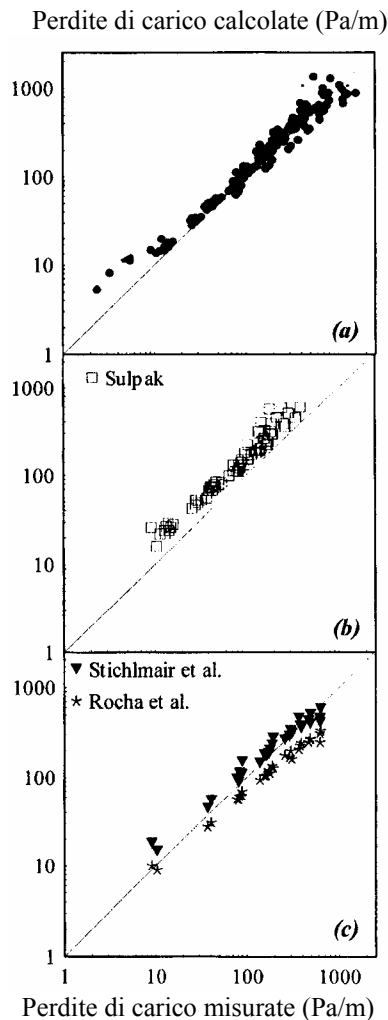 Perdite di carico calcolate (Pa/m)
1000
100
10
1
(a)
Sulpak
1000
100
10
1
(b)
Stichlmair et al.
Rocha et al.
1000
100
10
1
(c)
1 10 100 1000
Perdite di carico misurate (Pa/m)